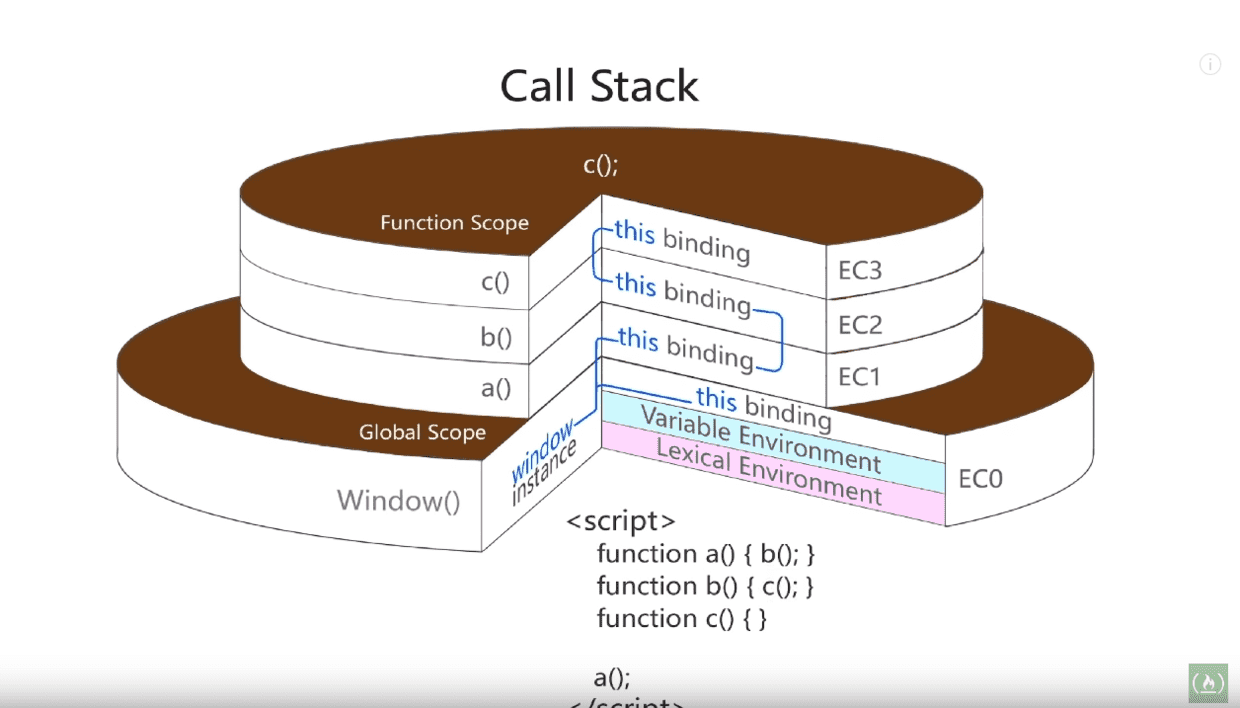 Call Stack
c();
Function Scope
this binding
c()
EC3
this binding
b()
EC2
this binding
a()
EC1
this binding
Global Scope
Variable Environment
window
instance
Lexical Environment
Window()
EC0
<script>
function a() { b(); }
function b() { c(); }
function c() { }
a();
</script>